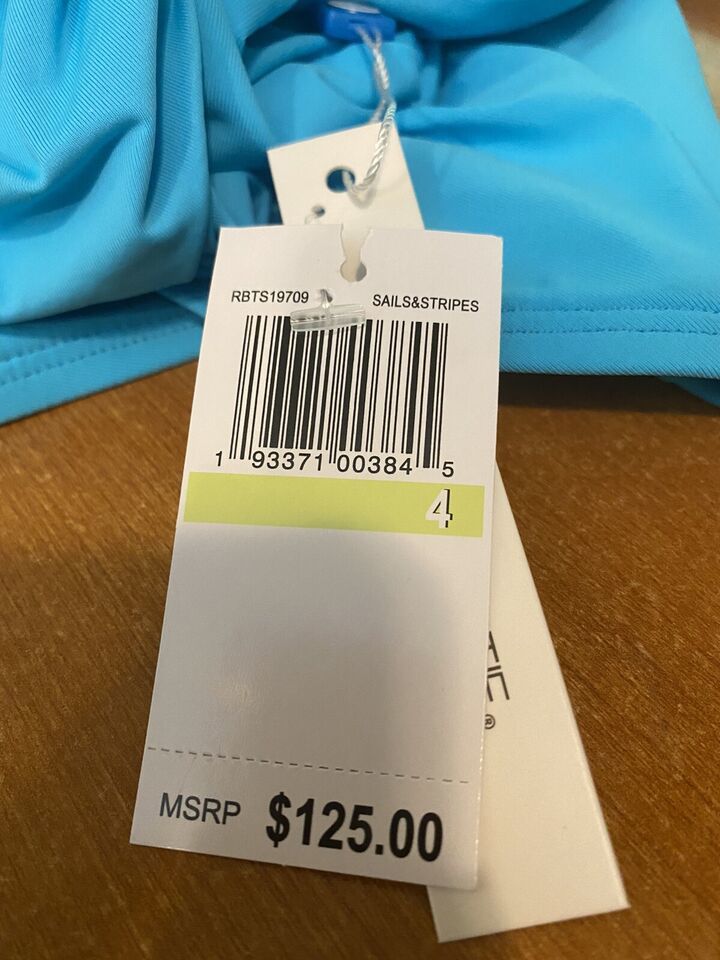 RBTS19709 SAILS&STRIPES
1 93371 00384 5
4
MSRP $125.00
®